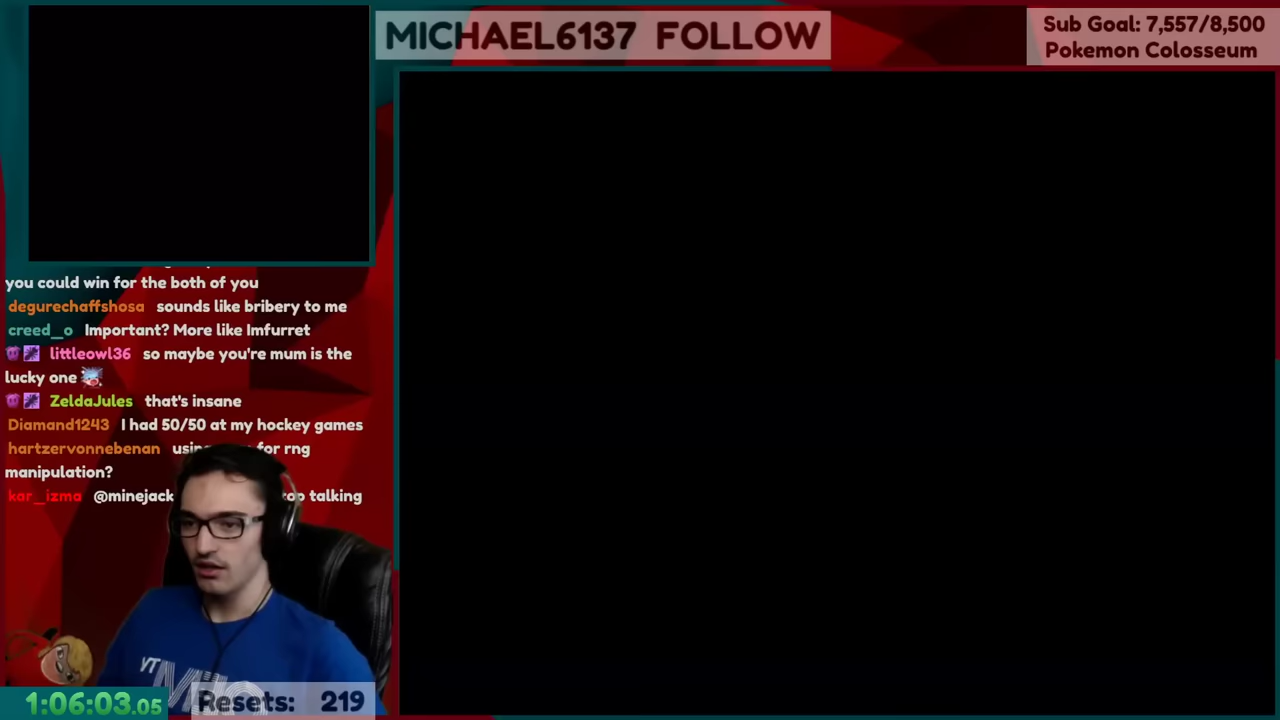 MICHAEL6137 FOLLOW
Sub Goal: 7,557/8,500
Pokemon Colosseum
you could win for the both of you
degurechaffshosa sounds like bribery to me
creed_o Important? More like Imfurret
littleowl36 so maybe you're mum is the
lucky one
ZeldaJules that's insane
Diamand1243 I had 50/50 at my hockey games
hartzervonnebenan for rng
manipulation?
kar_izma @minejack talking
YT
1:06:03.05
Resets: 219